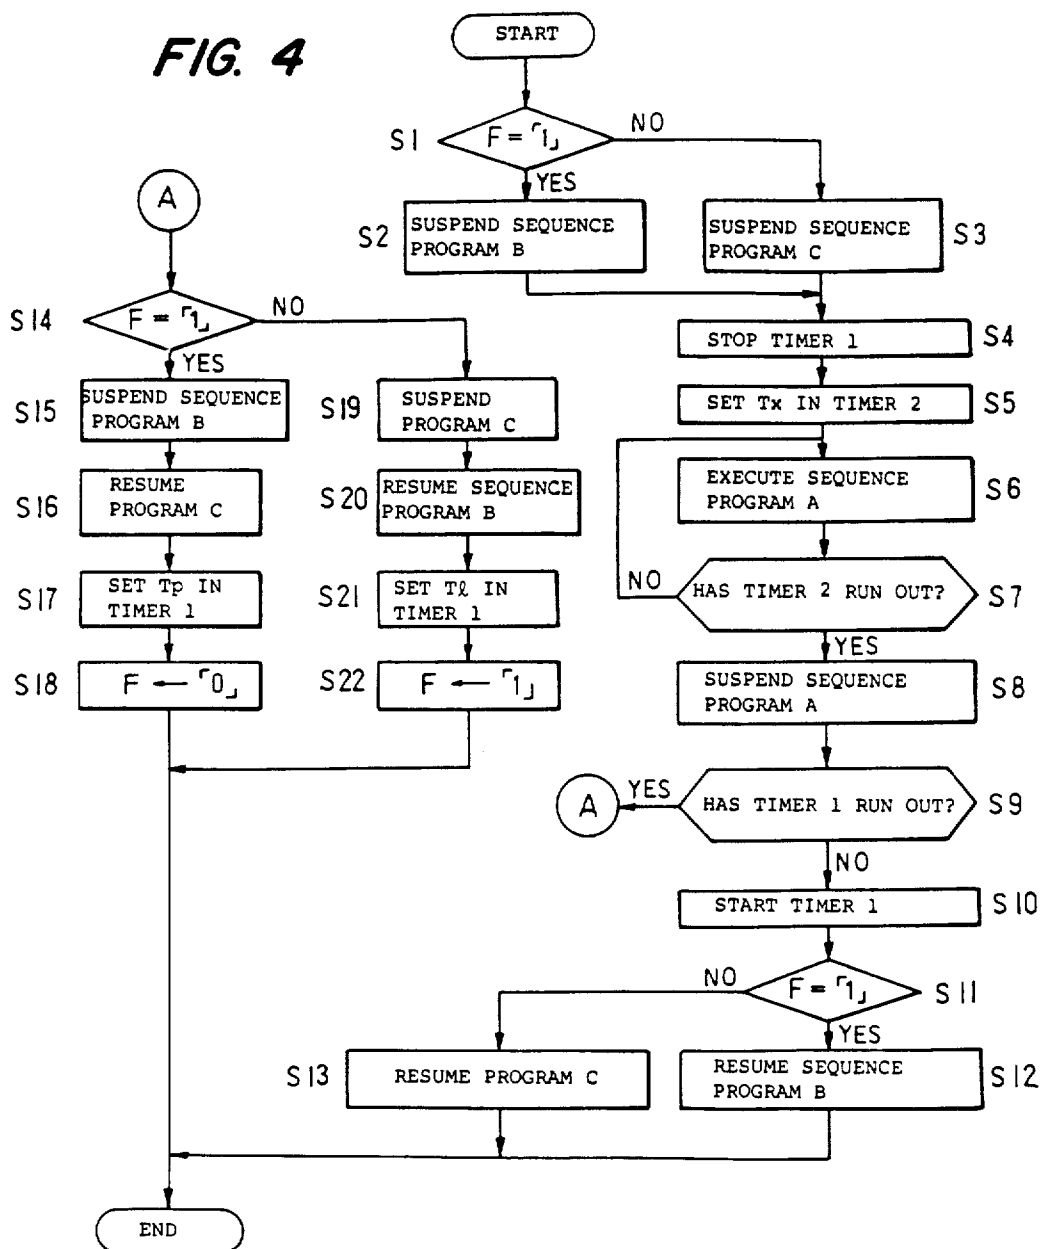 FIG. 4
START
S1
F=「1」
NO
YES
S2
SUSPEND SEQUENCE
PROGRAM B
SUSPEND SEQUENCE
PROGRAM C
S3
STOP TIMER 1
S4
SET Tx IN TIMER 2
S5
EXECUTE SEQUENCE
PROGRAM A
S6
NO
HAS TIMER 2 RUN OUT?
S7
YES
SUSPEND SEQUENCE
PROGRAM A
S8
A
YES
HAS TIMER 1 RUN OUT?
S9
NO
START TIMER 1
S10
NO
F=「1」
S11
YES
S13
RESUME PROGRAM C
RESUME SEQUENCE
PROGRAM B
S12
A
S14
F=「1」
NO
YES
S15
SUSPEND SEQUENCE
PROGRAM B
S16
RESUME
PROGRAM C
S17
SET Tp IN
TIMER 1
S18
F ← 「0」
S19
SUSPEND
PROGRAM C
S20
RESUME SEQUENCE
PROGRAM B
S21
SET Tℓ IN
TIMER 1
S22
F ← 「1」
END